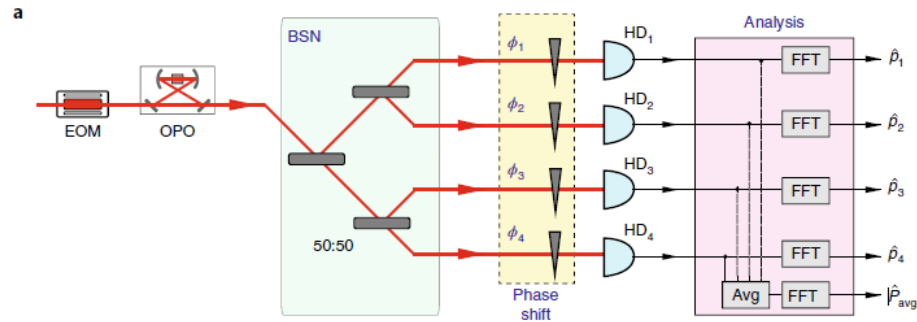 a
EOM
OPO
BSN
50:50
ϕ1
ϕ2
ϕ3
ϕ4
Phase
shift
HD1
HD2
HD3
HD4
Analysis
FFT
FFT
FFT
FFT
Avg
FFT
p̂1
p̂2
p̂3
p̂4
P̂avg